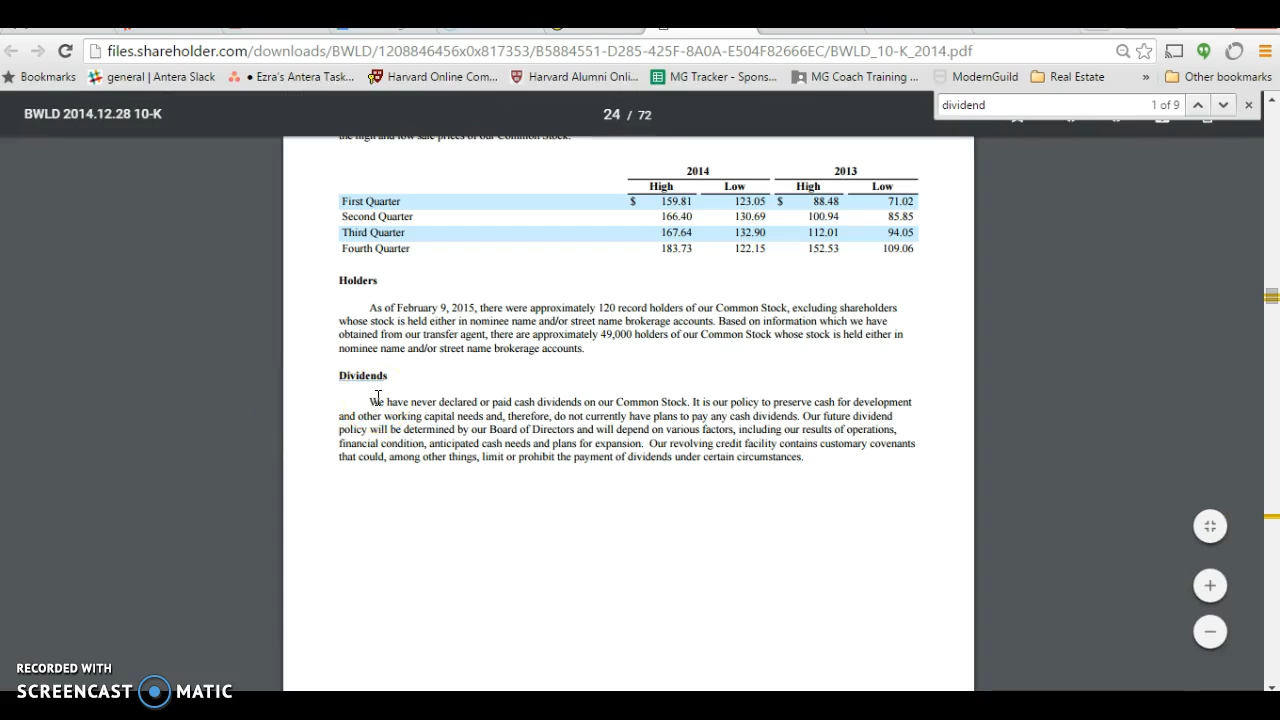 files.shareholder.com/downloads/BWLD/1208846456x0x817353/B5884551-D285-425F-8A0A-E504F82666EC/BWLD_10-K_2014.pdf
Bookmarks general | Antera Slack • Ezra's Antera Task... Harvard Online Com... Harvard Alumni Onli... MG Tracker - Spons... MG Coach Training ... ModernGuild Real Estate » Other bookmarks
dividend 1 of 9
BWLD 2014.12.28 10-K 24 / 72
the high and low sale prices of our Common Stock.
2014 2013
High Low High Low
First Quarter $ 159.81 123.05 $ 88.48 71.02
Second Quarter 166.40 130.69 100.94 85.85
Third Quarter 167.64 132.90 112.01 94.05
Fourth Quarter 183.73 122.15 152.53 109.06
Holders
As of February 9, 2015, there were approximately 120 record holders of our Common Stock, excluding shareholders
whose stock is held either in nominee name and/or street name brokerage accounts. Based on information which we have
obtained from our transfer agent, there are approximately 49,000 holders of our Common Stock whose stock is held either in
nominee name and/or street name brokerage accounts.
Dividends
We have never declared or paid cash dividends on our Common Stock. It is our policy to preserve cash for development
and other working capital needs and, therefore, do not currently have plans to pay any cash dividends. Our future dividend
policy will be determined by our Board of Directors and will depend on various factors, including our results of operations,
financial condition, anticipated cash needs and plans for expansion. Our revolving credit facility contains customary covenants
that could, among other things, limit or prohibit the payment of dividends under certain circumstances.
RECORDED WITH
SCREENCAST MATIC